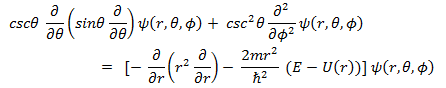 cscθ ∂/∂θ (sinθ ∂/∂θ) ψ(r,θ,ϕ) + csc²θ ∂²/∂ϕ² ψ(r,θ,ϕ)
= [− ∂/∂r (r² ∂/∂r) − 2mr²/ℏ² (E − U(r))] ψ(r,θ,ϕ)